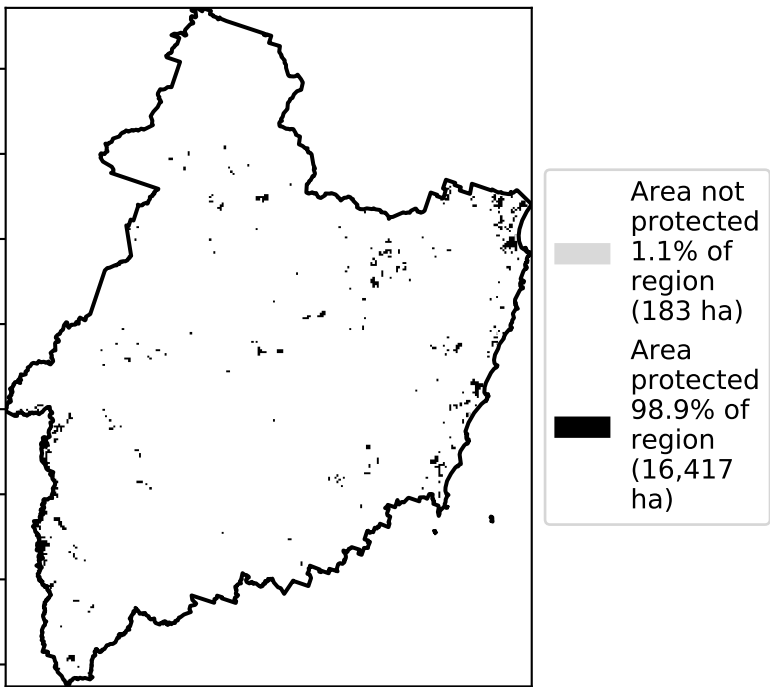 Area not
protected
1.1% of
region
(183 ha)
Area
protected
98.9% of
region
(16,417
ha)